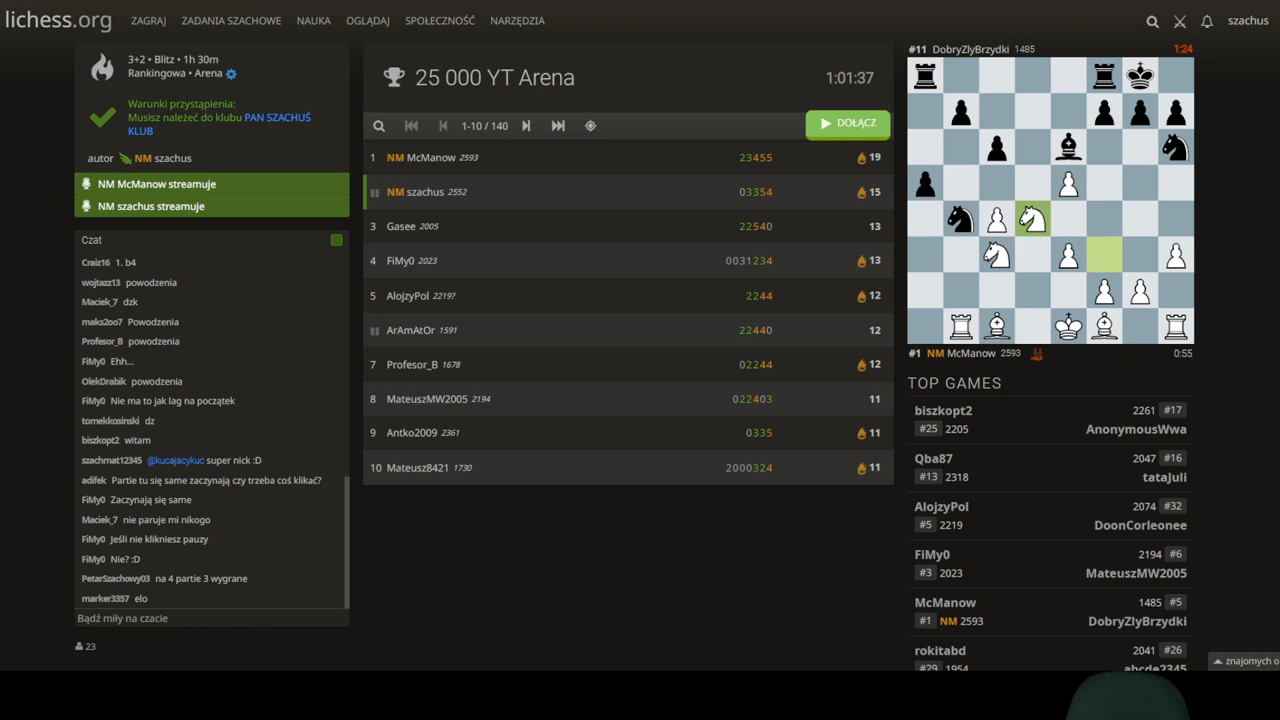 lichess.org
ZAGRAJ ZADANIA SZACHOWE NAUKA OGLĄDAJ SPOŁECZNOŚĆ NARZĘDZIA
szachus
3+2 • Blitz • 1h 30m
Rankingowa • Arena
Warunki przystąpienia:
Musisz należeć do klubu PAN SZACHUŚ
KLUB
autor NM szachus
NM McManow streamuje
NM szachus streamuje
Czat
Craiz16 1. b4
wojtazz13 powodzenia
Maciek_7 dzk
maks2oo7 Powodzenia
Profesor_B powodzenia
FiMy0 Ehh...
OlekDrabik powodzenia
FiMy0 Nie ma to jak lag na początek
tomekkosinski dz
biszkopt2 witam
szachmat12345 @kucajacykuc super nick :D
adifek Partie tu się same zaczynają czy trzeba coś klikać?
FiMy0 Zaczynają się same
Maciek_7 nie paruje mi nikogo
FiMy0 Jeśli nie klikniesz pauzy
FiMy0 Nie? :D
PetarSzachowy03 na 4 partie 3 wygrane
marker3357 elo
Bądź miły na czacie
23
25 000 YT Arena 1:01:37
1-10 / 140 DOŁĄCZ
1 NM McManow 2593 23455 19
NM szachus 2552 03354 15
3 Gasee 2005 22540 13
4 FiMy0 2023 0031234 13
5 AlojzyPol 2219? 2244 12
ArAmAtOr 1591 22440 12
7 Profesor_B 1678 02244 12
8 MateuszMW2005 2194 022403 11
9 Antko2009 2361 0335 11
10 Mateusz8421 1730 2000324 11
#11 DobryZlyBrzydki 1485 1:24
#1 NM McManow 2593 0:55
TOP GAMES
biszkopt2 2261 #17
#25 2205 AnonymousWwa
Qba87 2047 #16
#13 2318 tataJuli
AlojzyPol 2074 #32
#5 2219 DoonCorleonee
FiMy0 2194 #6
#3 2023 MateuszMW2005
McManow 1485 #5
#1 NM 2593 DobryZlyBrzydki
rokitabd 2041 #26
#29 1954 abcde2345
znajomych o